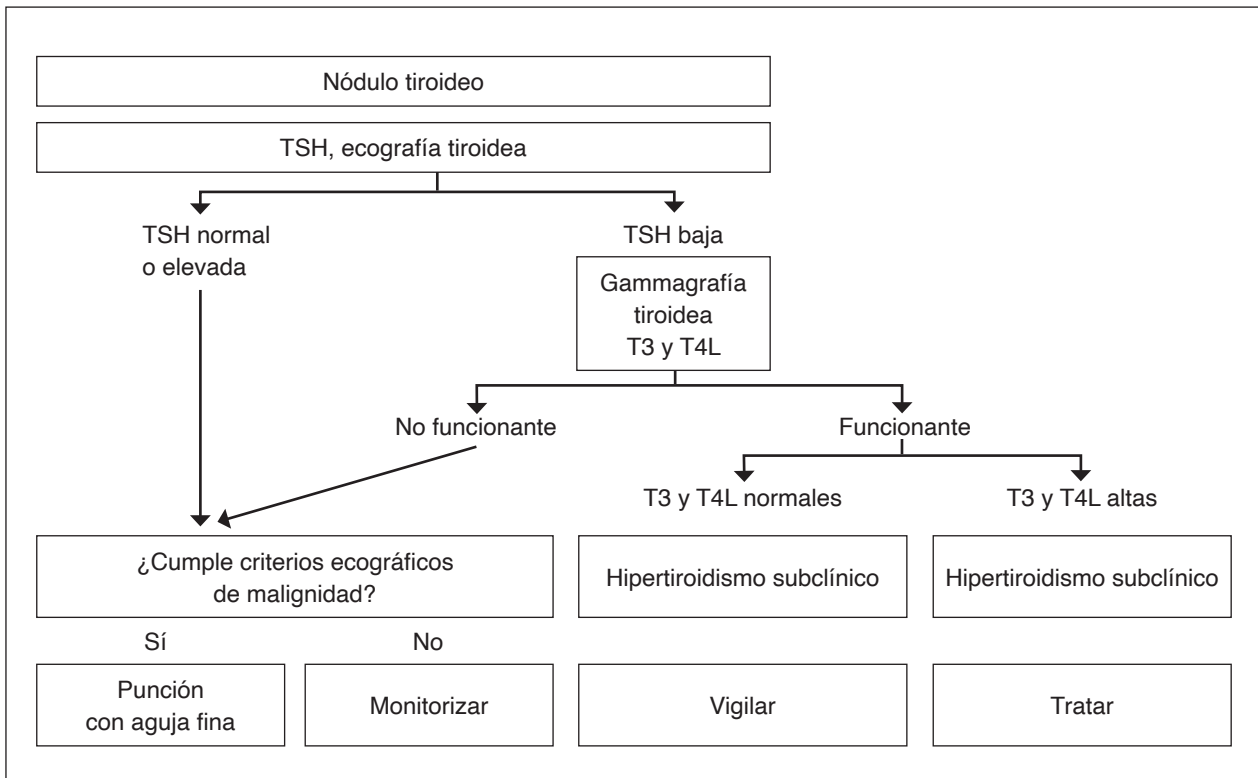 Nódulo tiroideo
TSH, ecografía tiroidea
TSH normal
o elevada
TSH baja
Gammagrafía
tiroidea
T3 y T4L
No funcionante
Funcionante
T3 y T4L normales
T3 y T4L altas
¿Cumple criterios ecográficos
de malignidad?
Hipertiroidismo subclínico
Hipertiroidismo subclínico
Sí
No
Punción
con aguja fina
Monitorizar
Vigilar
Tratar